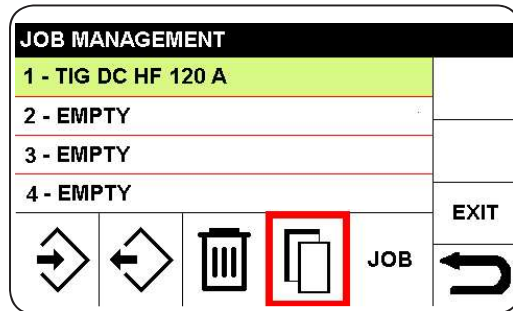 JOB MANAGEMENT
1 - TIG DC HF 120 A
2 - EMPTY
3 - EMPTY
4 - EMPTY
EXIT
JOB